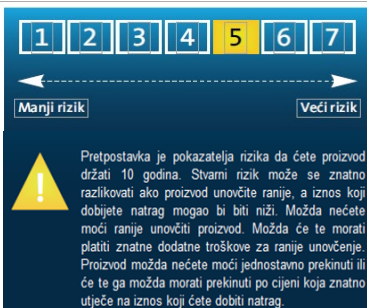 1 2 3 4 5 6 7
Manji rizik Veći rizik
!
Pretpostavka je pokazatelja rizika da ćete proizvod
držati 10 godina. Stvarni rizik može se znatno
razlikovati ako proizvod unovčite ranije, a iznos koji
dobijete natrag mogao bi biti niži. Možda nećete
moći ranije unovčiti proizvod. Možda će te morati
platiti znatne dodatne troškove za ranije unovčenje.
Proizvod možda nećete moći jednostavno prekinuti ili
će te ga možda morati prekinuti po cijeni koja znatno
utječe na iznos koji ćete dobiti natrag.